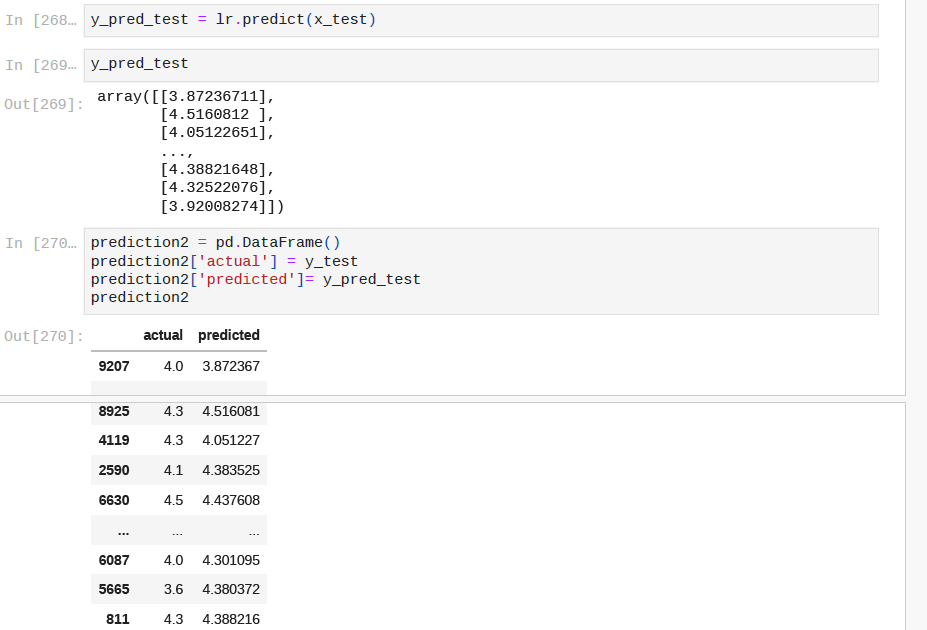 In [268… y_pred_test = lr.predict(x_test)
In [269… y_pred_test
Out[269]: array([[3.87236711],
[4.5160812 ],
[4.05122651],
...,
[4.38821648],
[4.32522076],
[3.92008274]])
In [270… prediction2 = pd.DataFrame()
prediction2['actual'] = y_test
prediction2['predicted']= y_pred_test
prediction2
Out[270]: actual predicted
9207 4.0 3.872367
8925 4.3 4.516081
4119 4.3 4.051227
2590 4.1 4.383525
6630 4.5 4.437608
... ... ...
6087 4.0 4.301095
5665 3.6 4.380372
811 4.3 4.388216